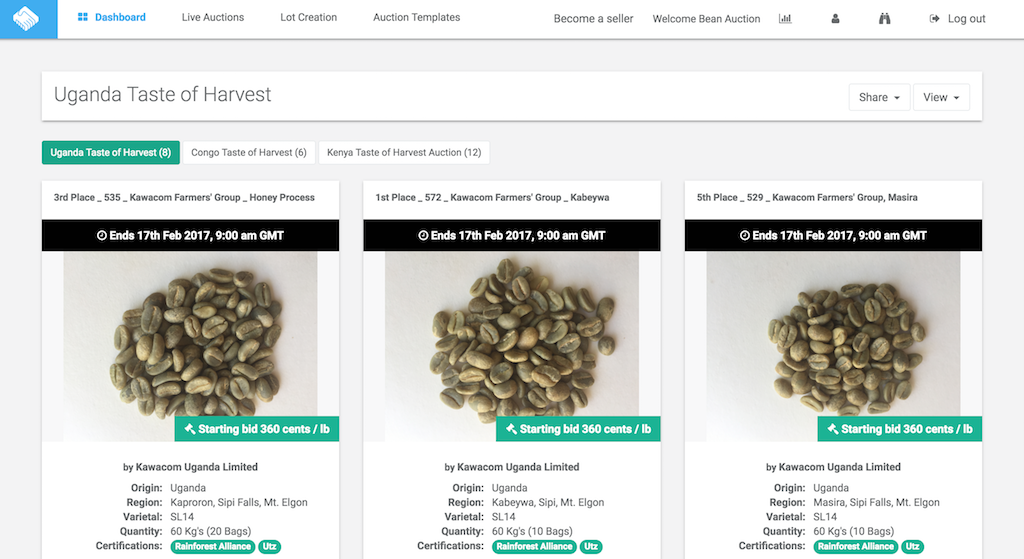 Dashboard Live Auctions Lot Creation Auction Templates Become a seller Welcome Bean Auction Log out
Uganda Taste of Harvest Share View
Uganda Taste of Harvest (8) Congo Taste of Harvest (6) Kenya Taste of Harvest Auction (12)
3rd Place _ 535 _ Kawacom Farmers' Group _ Honey Process
Ends 17th Feb 2017, 9:00 am GMT
Starting bid 360 cents / lb
by Kawacom Uganda Limited
Origin: Uganda
Region: Kaproron, Sipi Falls, Mt. Elgon
Varietal: SL14
Quantity: 60 Kg's (20 Bags)
Certifications: Rainforest Alliance Utz
1st Place _ 572 _ Kawacom Farmers' Group _ Kabeywa
Ends 17th Feb 2017, 9:00 am GMT
Starting bid 360 cents / lb
by Kawacom Uganda Limited
Origin: Uganda
Region: Kabeywa, Sipi, Mt. Elgon
Varietal: SL14
Quantity: 60 Kg's (10 Bags)
Certifications: Rainforest Alliance Utz
5th Place _ 529 _ Kawacom Farmers' Group, Masira
Ends 17th Feb 2017, 9:00 am GMT
Starting bid 360 cents / lb
by Kawacom Uganda Limited
Origin: Uganda
Region: Masira, Sipi Falls, Mt. Elgon
Varietal: SL14
Quantity: 60 Kg's (10 Bags)
Certifications: Rainforest Alliance Utz